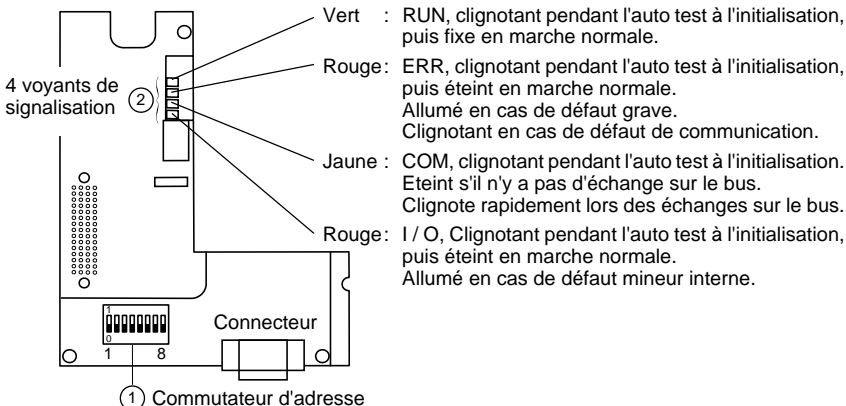 Vert : RUN, clignotant pendant l'auto test à l'initialisation,
puis fixe en marche normale.
Rouge: ERR, clignotant pendant l'auto test à l'initialisation,
puis éteint en marche normale.
Allumé en cas de défaut grave.
Clignotant en cas de défaut de communication.
Jaune : COM, clignotant pendant l'auto test à l'initialisation.
Eteint s'il n'y a pas d'échange sur le bus.
Clignote rapidement lors des échanges sur le bus.
Rouge: I / O, Clignotant pendant l'auto test à l'initialisation,
puis éteint en marche normale.
Allumé en cas de défaut mineur interne.
4 voyants de
signalisation
2
1
0
1 8
Connecteur
1 Commutateur d'adresse